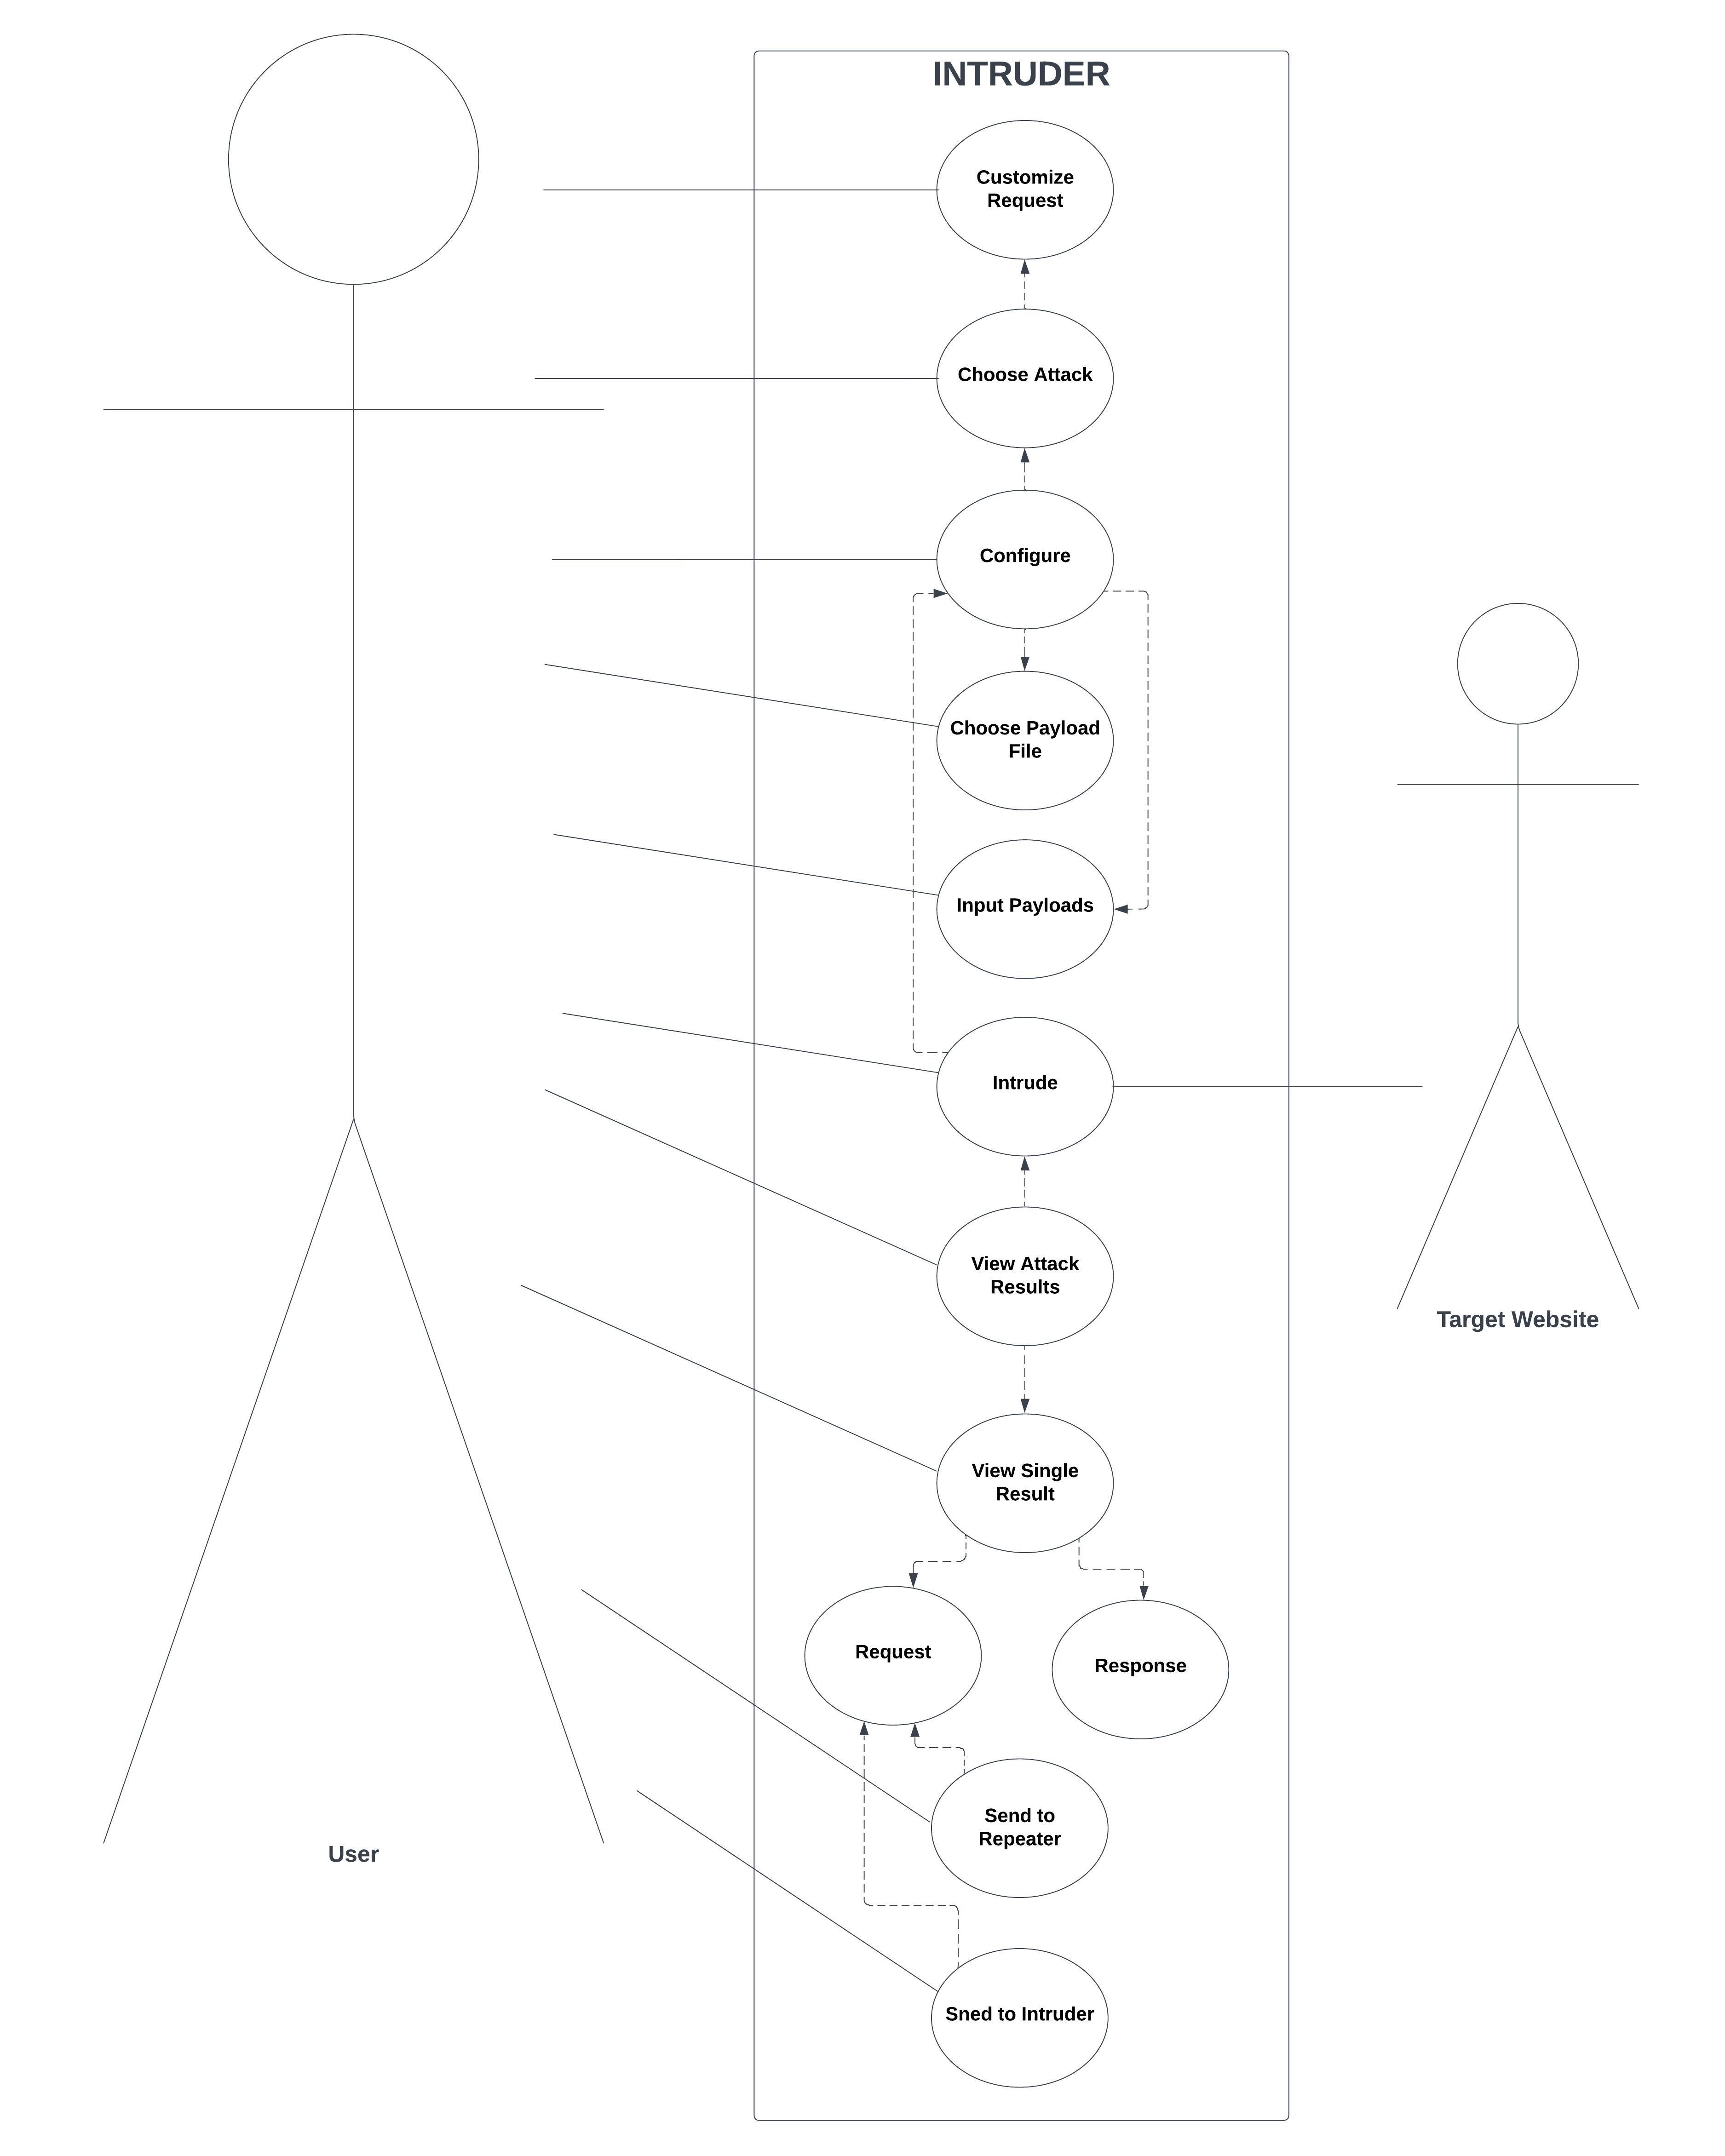 INTRUDER
Customize
Request
Choose Attack
Configure
Choose Payload
File
Input Payloads
Intrude
View Attack
Results
Target Website
View Single
Result
Request
Response
Send to
Repeater
User
Sned to Intruder